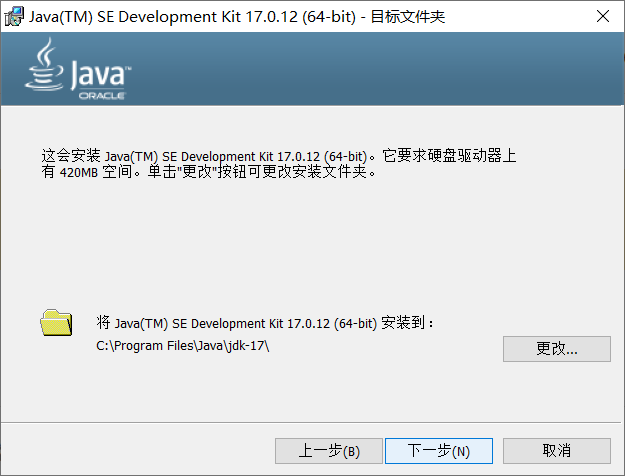 Java(TM) SE Development Kit 17.0.12 (64-bit) - 目标文件夹
Java™
ORACLE
这会安装 Java(TM) SE Development Kit 17.0.12 (64-bit)。它要求硬盘驱动器上
有 420MB 空间。单击"更改"按钮可更改安装文件夹。
将 Java(TM) SE Development Kit 17.0.12 (64-bit) 安装到：
C:\Program Files\Java\jdk-17\
更改...
上一步(B)
下一步(N)
取消